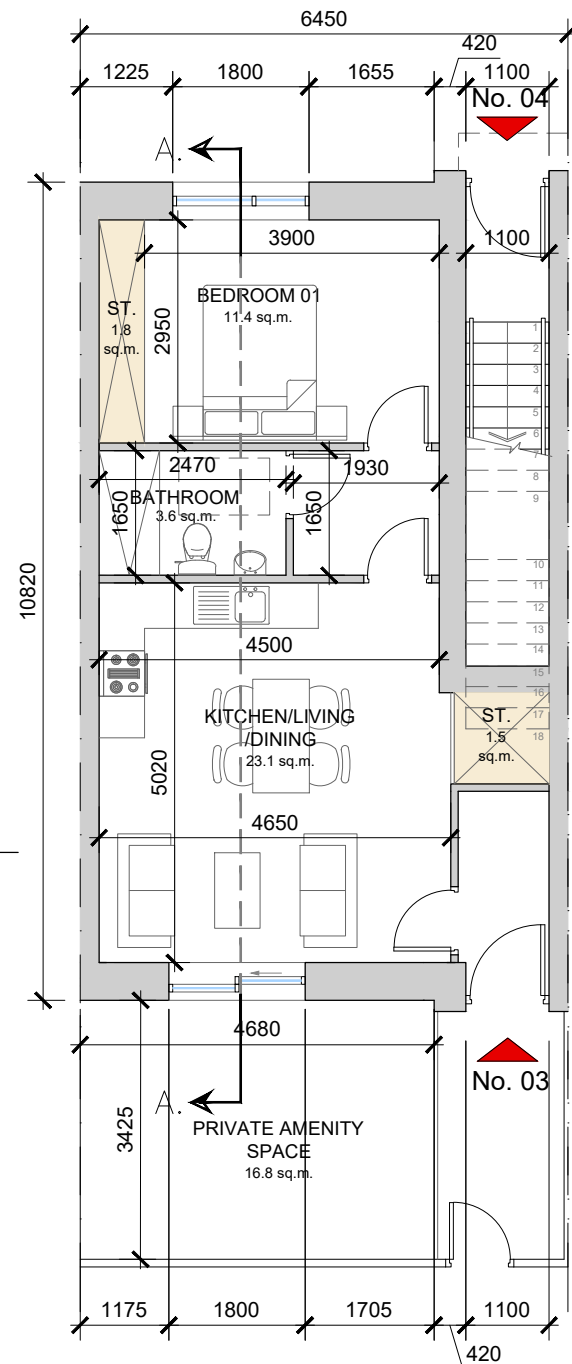 6450
420
1225
1800
1655
1100
No. 04
A.
3900
1100
BEDROOM 01
11.4 sq.m.
ST.
1.8
sq.m.
2950
1
2
3
4
5
6
7
8
9
2470
1930
BATHROOM
3.6 sq.m.
1650
1650
10
11
12
13
14
15
16
17
18
10820
4500
KITCHEN/LIVING
/DINING
23.1 sq.m.
ST.
1.5
sq.m.
5020
4650
4680
No. 03
A.
3425
PRIVATE AMENITY
SPACE
16.8 sq.m.
1175
1800
1705
1100
420